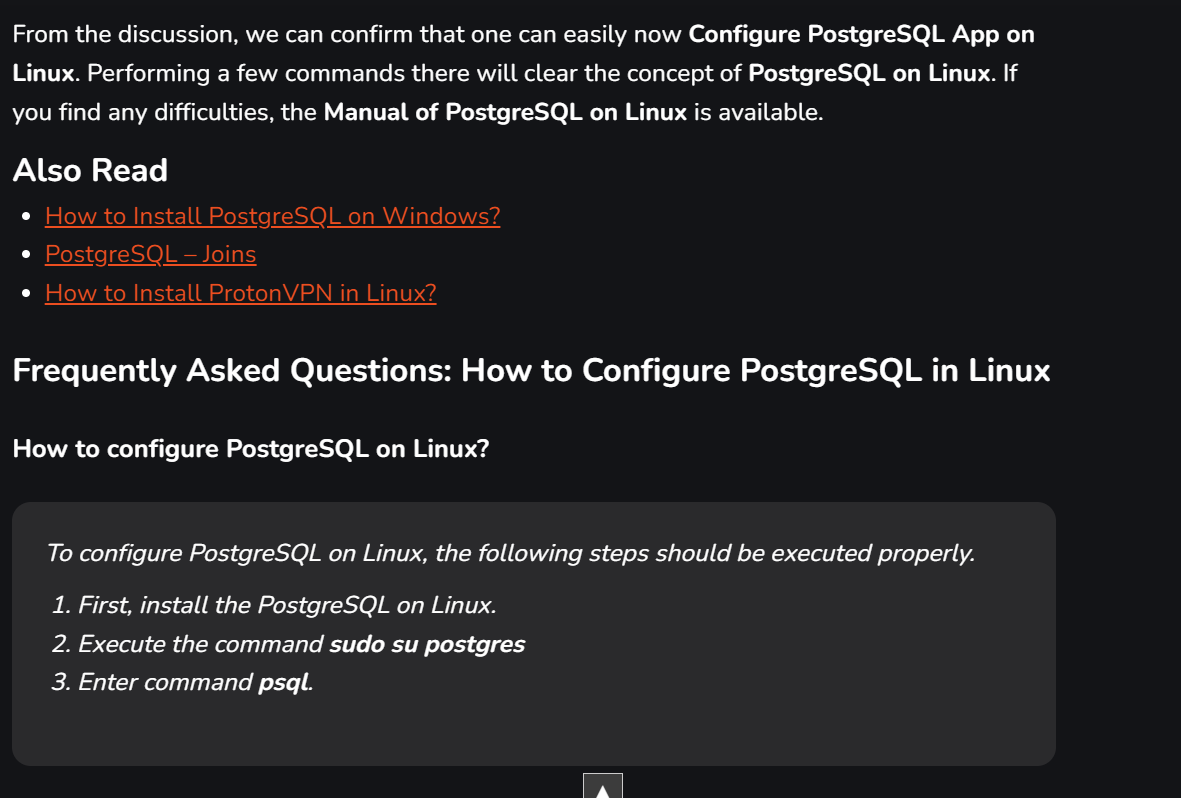 From the discussion, we can confirm that one can easily now Configure PostgreSQL App on
Linux. Performing a few commands there will clear the concept of PostgreSQL on Linux. If
you find any difficulties, the Manual of PostgreSQL on Linux is available.
Also Read
• How to Install PostgreSQL on Windows?
• PostgreSQL – Joins
• How to Install ProtonVPN in Linux?
Frequently Asked Questions: How to Configure PostgreSQL in Linux
How to configure PostgreSQL on Linux?
To configure PostgreSQL on Linux, the following steps should be executed properly.
1. First, install the PostgreSQL on Linux.
2. Execute the command sudo su postgres
3. Enter command psql.